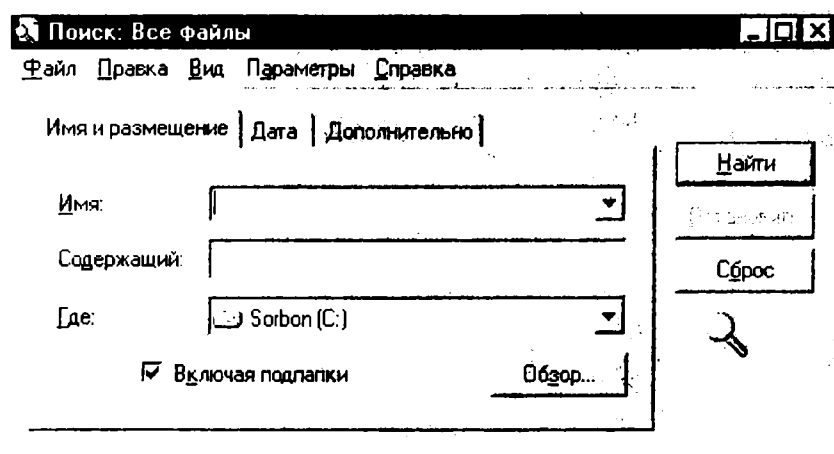 Поиск: Все файлы
Файл Правка Вид Параметры Справка
Имя и размещение Дата Дополнительно
Найти
Имя:
Содержащий:
Сброс
Где: Sorbon (C:)
Включая подпапки Обзор...